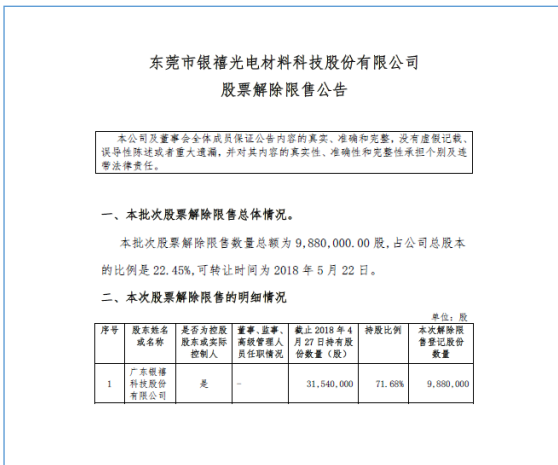 东莞市银禧光电材料科技股份有限公司
股票解除限售公告
本公司及董事会全体成员保证公告内容的真实、准确和完整，没有虚假记载、
误导性陈述或者重大遗漏，并对其内容的真实性、准确性和完整性承担个别及连
带法律责任。
一、本批次股票解除限售总体情况。
本批次股票解除限售数量总额为 9,880,000.00 股,占公司总股本
的比例是 22.45%,可转让时间为 2018 年 5 月 22 日。
二、本次股票解除限售的明细情况
单位：股
序号 股东姓名 是否为控股 董事、监事、 截止 2018 年 4 持股比例 本次解除限
或名称 股东或实际 高级管理人 月 27 日持有股 售登记股份
控制人 员任职情况 份数量（股） 数量
广东银禧
1 科技股份 是 - 31,540,000 71.68% 9,880,000
有限公司